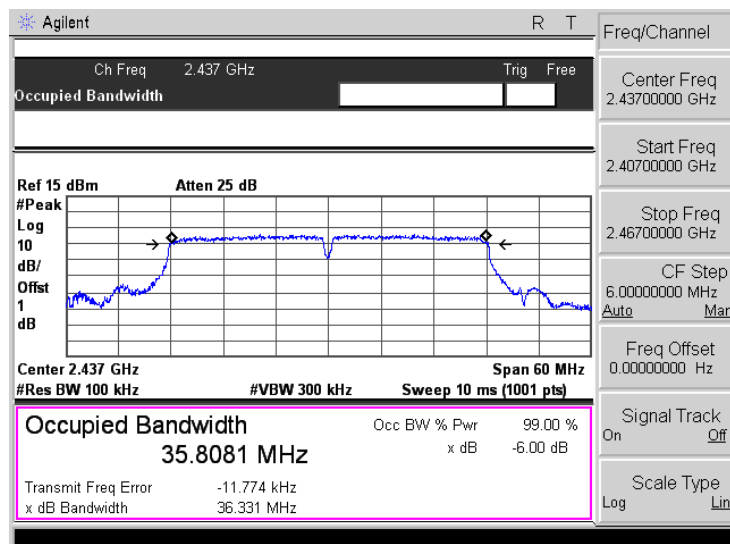 Agilent R T
Ch Freq 2.437 GHz Trig Free
Occupied Bandwidth
Ref 15 dBm Atten 25 dB
#Peak
Log
10
dB/
Offst
1
dB
Center 2.437 GHz Span 60 MHz
#Res BW 100 kHz #VBW 300 kHz Sweep 10 ms (1001 pts)
Occupied Bandwidth
35.8081 MHz
Occ BW % Pwr 99.00 %
x dB -6.00 dB
Transmit Freq Error -11.774 kHz
x dB Bandwidth 36.331 MHz
Freq/Channel
Center Freq
2.43700000 GHz
Start Freq
2.40700000 GHz
Stop Freq
2.46700000 GHz
CF Step
6.00000000 MHz
Auto Man
Freq Offset
0.00000000 Hz
Signal Track
On Off
Scale Type
Log Lin